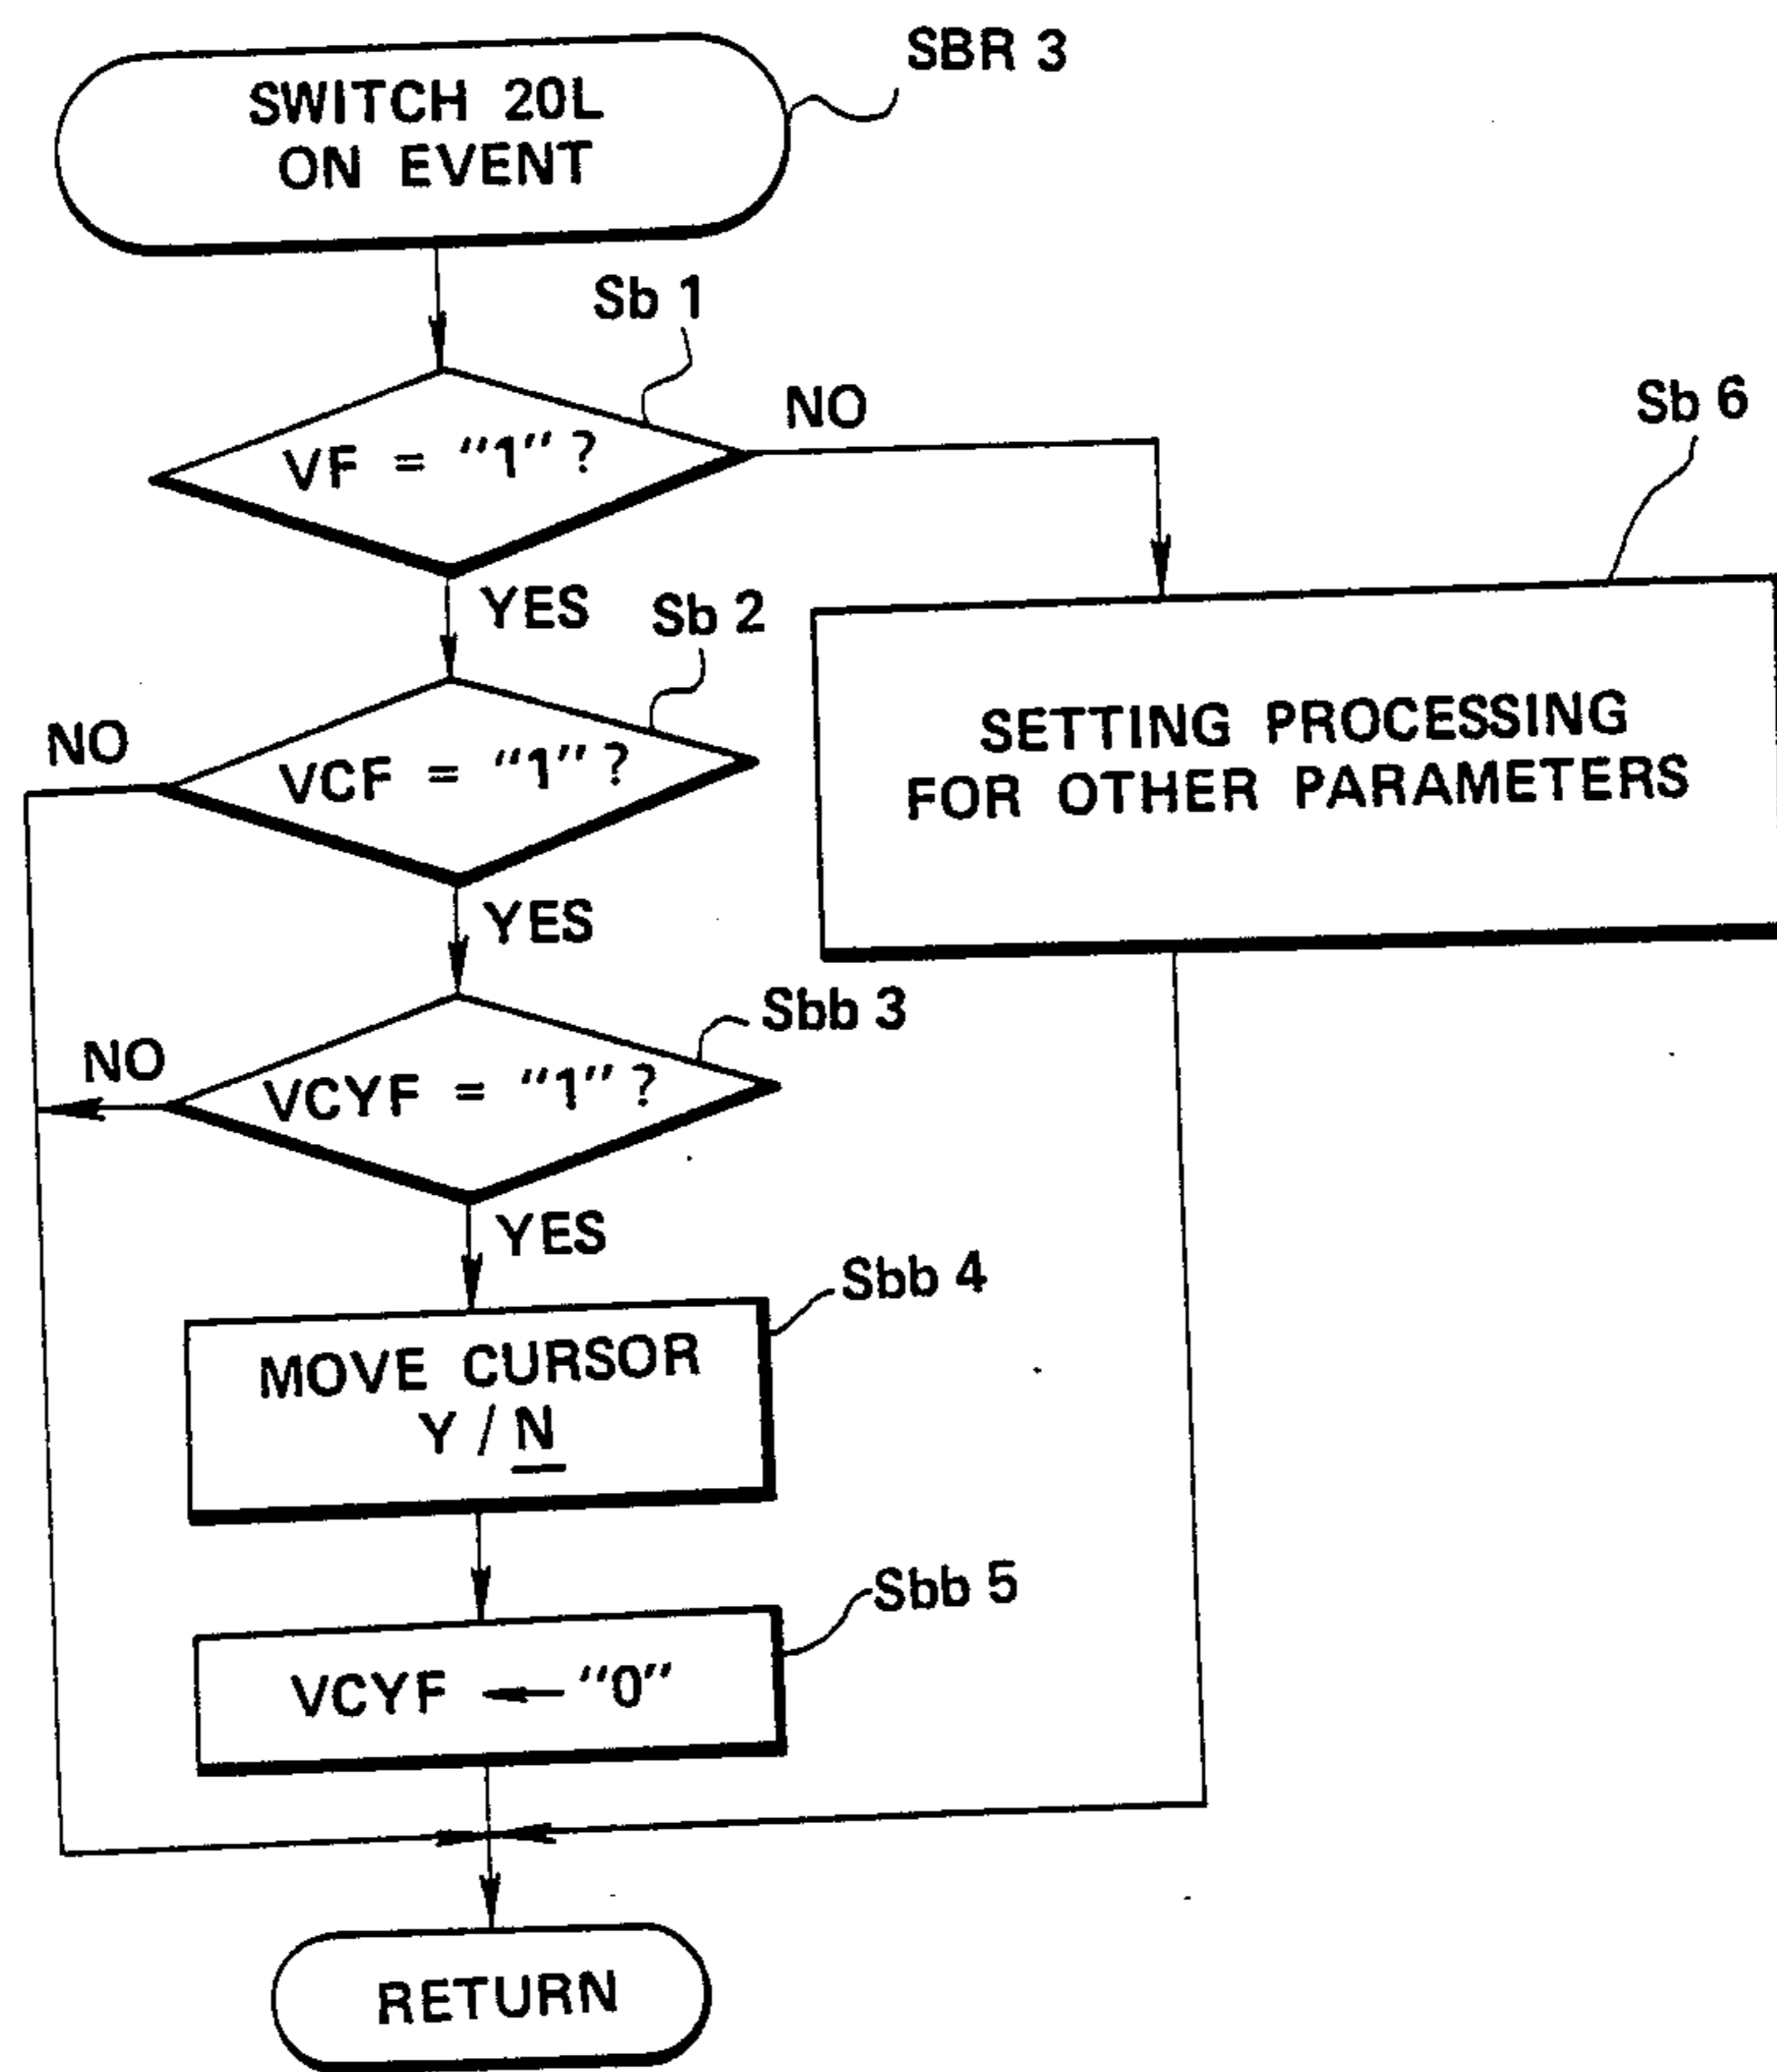 SBR 3
SWITCH 20L
ON EVENT
Sb 1
VF = "1"?
NO
Sb 6
YES
SETTING PROCESSING
FOR OTHER PARAMETERS
Sb 2
NO
VCF = "1"?
YES
Sbb 3
NO
VCYF = "1"?
YES
Sbb 4
MOVE CURSOR
Y / N
Sbb 5
VCYF ← "0"
RETURN